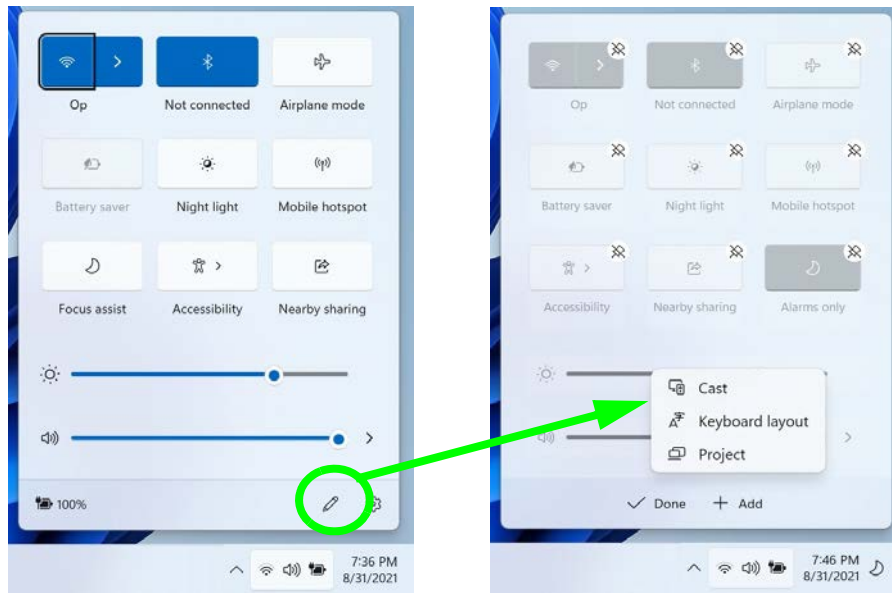 Op
Not connected
Airplane mode
Battery saver
Night light
Mobile hotspot
Focus assist
Accessibility
Nearby sharing
100%
7:36 PM
8/31/2021
Op
Not connected
Airplane mode
Battery saver
Night light
Mobile hotspot
Accessibility
Nearby sharing
Alarms only
Cast
Keyboard layout
Project
Done
Add
7:46 PM
8/31/2021